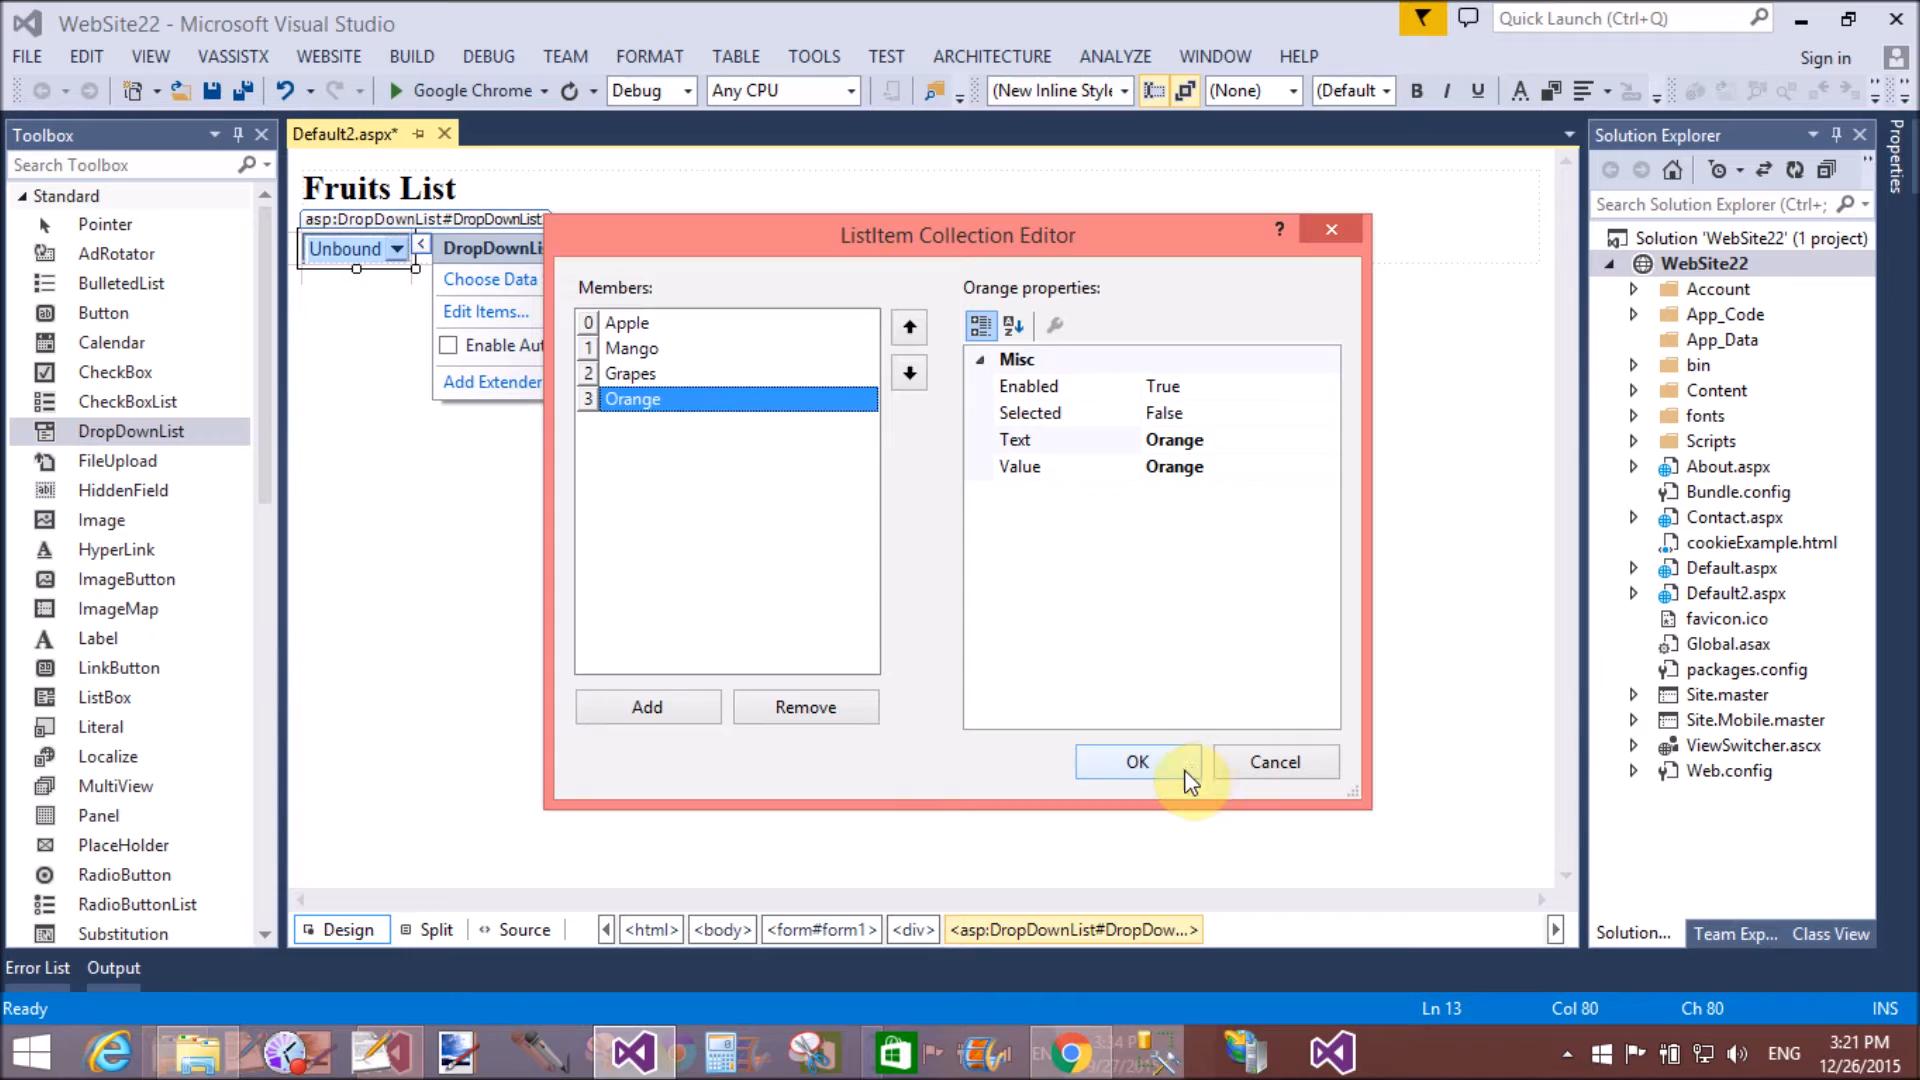 WebSite22 - Microsoft Visual Studio
Quick Launch (Ctrl+Q)
FILE EDIT VIEW VASSISTX WEBSITE BUILD DEBUG TEAM FORMAT TABLE TOOLS TEST ARCHITECTURE ANALYZE WINDOW HELP
Sign in
Google Chrome Debug Any CPU (New Inline Style (None) (Default B I U A
Toolbox
Search Toolbox
Standard
Pointer
AdRotator
BulletedList
Button
Calendar
CheckBox
CheckBoxList
DropDownList
FileUpload
HiddenField
Image
HyperLink
ImageButton
ImageMap
Label
LinkButton
ListBox
Literal
Localize
MultiView
Panel
PlaceHolder
RadioButton
RadioButtonList
Substitution
Default2.aspx*
Fruits List
asp:DropDownList#DropDownList
Unbound
DropDownLi
Choose Data
Edit Items...
Enable Aut
Add Extender
ListItem Collection Editor
?
Members:
0 Apple
1 Mango
2 Grapes
3 Orange
Add Remove
Orange properties:
Misc
Enabled True
Selected False
Text Orange
Value Orange
OK Cancel
Design Split Source <html> <body> <form#form1> <div> <asp:DropDownList#DropDow...>
Solution Explorer
Search Solution Explorer (Ctrl+;
Solution 'WebSite22' (1 project)
WebSite22
Account
App_Code
App_Data
bin
Content
fonts
Scripts
About.aspx
Bundle.config
Contact.aspx
cookieExample.html
Default.aspx
Default2.aspx
favicon.ico
Global.asax
packages.config
Site.master
Site.Mobile.master
ViewSwitcher.ascx
Web.config
Solution... Team Exp... Class View
Properties
Error List Output
Ready Ln 13 Col 80 Ch 80 INS
ENG
3:21 PM
12/26/2015